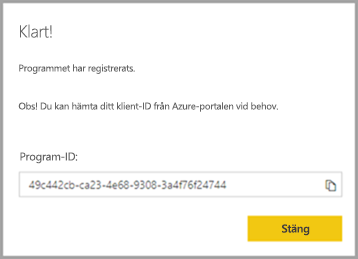 Klart!
Programmet har registrerats.
Obs! Du kan hämta ditt klient-ID från Azure-portalen vid behov.
Program-ID:
49c442cb-ca23-4e68-9308-3a4f76f24744
Stäng